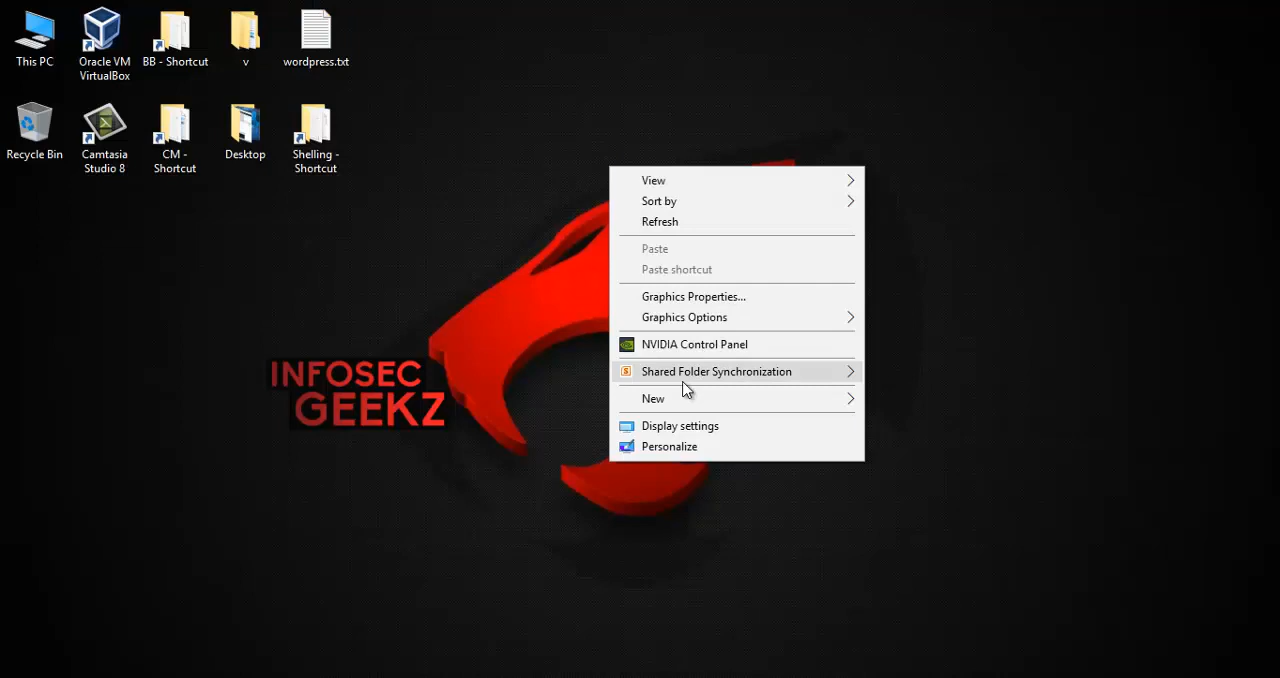 This PC
Oracle VM
VirtualBox
BB - Shortcut
v
wordpress.txt
Recycle Bin
Camtasia
Studio 8
CM -
Shortcut
Desktop
Shelling -
Shortcut
View
Sort by
Refresh
Paste
Paste shortcut
Graphics Properties...
Graphics Options
NVIDIA Control Panel
Shared Folder Synchronization
New
Display settings
Personalize
INFOSEC
GEEKZ